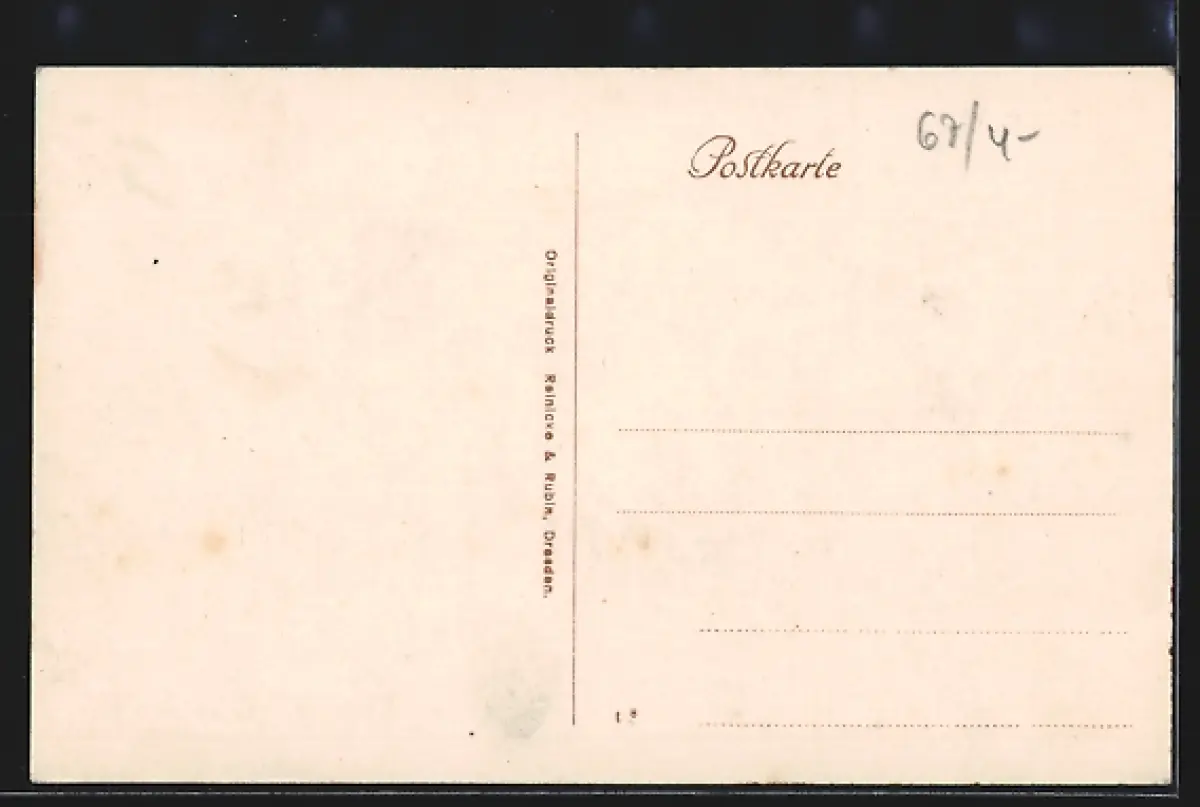 Postkarte
67/4-
Originaldruck Reinicke & Rubin, Dresden.